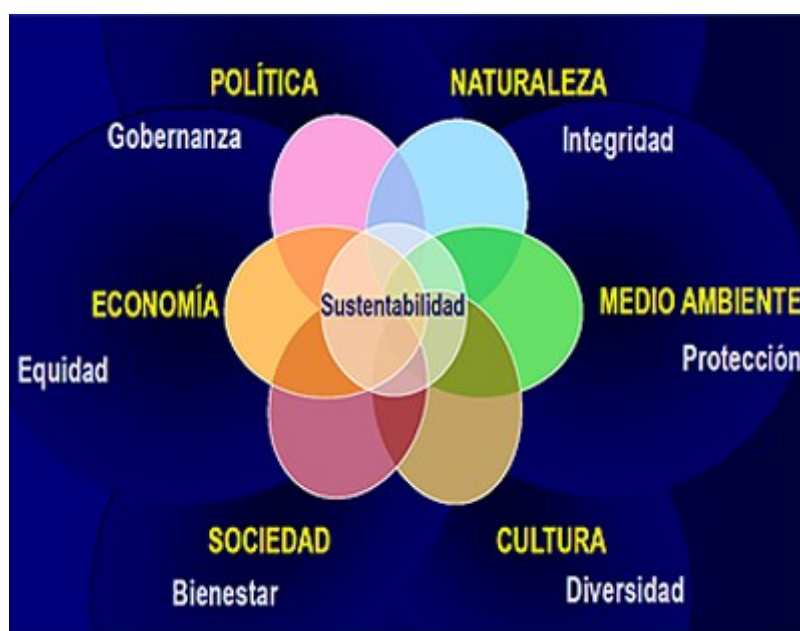 POLÍTICA
NATURALEZA
Gobernanza
Integridad
ECONOMÍA
Sustentabilidad
MEDIO AMBIENTE
Equidad
Protección
SOCIEDAD
CULTURA
Bienestar
Diversidad